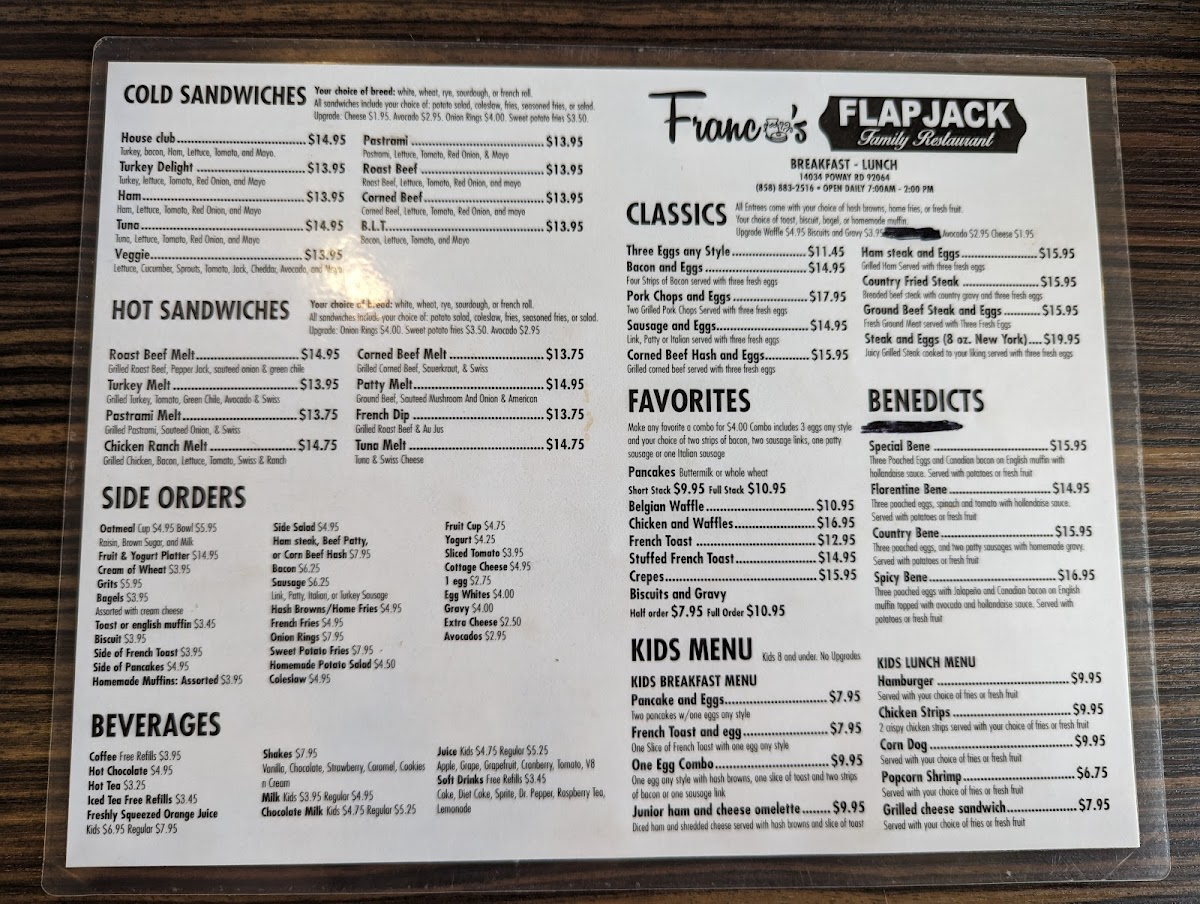 COLD SANDWICHES
Your choice of bread: white, wheat, rye, sourdough, or french roll.
All sandwiches include your choice of: potato salad, coleslaw, fries, seasoned fries, or salad.
Upgrade: Cheese $1.95. Avocado $2.95. Onion Rings $4.00. Sweet potato fries $3.50.
House club $14.95
Turkey, bacon, Ham, Lettuce, Tomato, and Mayo.
Turkey Delight $13.95
Turkey, lettuce, Tomato, Red Onion, and Mayo
Ham $13.95
Ham, Lettuce, Tomato, Red Onion, and Mayo
Tuna $14.95
Tuna, Lettuce, Tomato, Red Onion, and Mayo
Veggie $13.95
Lettuce, Cucumber, Sprouts, Tomato, Jack, Cheddar, Avocado, and Mayo
Pastrami $13.95
Pastrami, Lettuce, Tomato, Red Onion, & Mayo
Roast Beef $13.95
Roast Beef, Lettuce, Tomato, Red Onion, and mayo
Corned Beef $13.95
Corned Beef, Lettuce, Tomato, Red Onion, and mayo
B.L.T. $13.95
Bacon, Lettuce, Tomato, and Mayo
HOT SANDWICHES
Your choice of bread: white, wheat, rye, sourdough, or french roll.
All sandwiches include your choice of: potato salad, coleslaw, fries, seasoned fries, or salad.
Upgrade: Onion Rings $4.00. Sweet potato fries $3.50. Avocado $2.95
Roast Beef Melt $14.95
Grilled Roast Beef, Pepper Jack, sauteed onion & green chile
Turkey Melt $13.95
Grilled Turkey, Tomato, Green Chile, Avocado & Swiss
Pastrami Melt $13.75
Grilled Pastrami, Sauteed Onion, & Swiss
Chicken Ranch Melt $14.75
Grilled Chicken, Bacon, Lettuce, Tomato, Swiss & Ranch
Corned Beef Melt $13.75
Grilled Corned Beef, Sauerkraut, & Swiss
Patty Melt $14.95
Ground Beef, Sauteed Mushroom And Onion & American
French Dip $13.75
Grilled Roast Beef & Au Jus
Tuna Melt $14.75
Tuna & Swiss Cheese
SIDE ORDERS
Oatmeal Cup $4.95 Bowl $5.95
Raisin, Brown Sugar, and Milk
Fruit & Yogurt Platter $14.95
Cream of Wheat $3.95
Grits $5.95
Bagels $3.95
Assorted with cream cheese
Toast or english muffin $3.45
Biscuit $3.95
Side of French Toast $3.95
Side of Pancakes $4.95
Homemade Muffins: Assorted $3.95
Side Salad $4.95
Ham steak, Beef Patty,
or Corn Beef Hash $7.95
Bacon $6.25
Sausage $6.25
Link, Patty, Italian, or Turkey Sausage
Hash Browns/Home Fries $4.95
French Fries $4.95
Onion Rings $7.95
Sweet Potato Fries $7.95
Homemade Potato Salad $4.50
Coleslaw $4.95
Fruit Cup $4.75
Yogurt $4.25
Sliced Tomato $3.95
Cottage Cheese $4.95
1 egg $2.75
Egg Whites $4.00
Gravy $4.00
Extra Cheese $2.50
Avocados $2.95
BEVERAGES
Coffee Free Refills $3.95
Hot Chocolate $4.95
Hot Tea $3.25
Iced Tea Free Refills $3.45
Freshly Squeezed Orange Juice
Kids $6.95 Regular $7.95
Shakes $7.95
Vanilla, Chocolate, Strawberry, Caramel, Cookies
n Cream
Milk Kids $3.95 Regular $4.95
Chocolate Milk Kids $4.75 Regular $5.25
Juice Kids $4.75 Regular $5.25
Apple, Grape, Grapefruit, Cranberry, Tomato, V8
Soft Drinks Free Refills $3.45
Coke, Diet Coke, Sprite, Dr. Pepper, Raspberry Tea,
Lemonade
Franco's FLAPJACK
Family Restaurant
BREAKFAST - LUNCH
14034 POWAY RD 92064
(858) 883-2516 • OPEN DAILY 7:00AM - 2:00 PM
CLASSICS
All Entrees come with your choice of hash browns, home fries, or fresh fruit.
Your choice of toast, biscuit, bagel, or homemade muffin.
Upgrade Waffle $4.95 Biscuits and Gravy $3.95 Avocado $2.95 Cheese $1.95
Three Eggs any Style $11.45
Bacon and Eggs $14.95
Four Strips of Bacon served with three fresh eggs
Pork Chops and Eggs $17.95
Two Grilled Pork Chops Served with three fresh eggs
Sausage and Eggs $14.95
Link, Patty or Italian served with three fresh eggs
Corned Beef Hash and Eggs $15.95
Grilled corned beef served with three fresh eggs
Ham steak and Eggs $15.95
Grilled Ham Served with three fresh eggs
Country Fried Steak $15.95
Breaded beef steak with country gravy and three fresh eggs
Ground Beef Steak and Eggs $15.95
Fresh Ground Meat served with Three Fresh Eggs
Steak and Eggs (8 oz. New York) $19.95
Juicy Grilled Steak cooked to your liking served with three fresh eggs
FAVORITES
Make any favorite a combo for $4.00 Combo includes 3 eggs any style
and your choice of two strips of bacon, two sausage links, one patty
sausage or one Italian sausage
Pancakes Buttermilk or whole wheat
Short Stack $9.95 Full Stack $10.95
Belgian Waffle $10.95
Chicken and Waffles $16.95
French Toast $12.95
Stuffed French Toast $14.95
Crepes $15.95
Biscuits and Gravy
Half order $7.95 Full Order $10.95
BENEDICTS
Special Bene $15.95
Three Poached Eggs and Canadian bacon on English muffin with
hollandaise sauce. Served with potatoes or fresh fruit
Florentine Bene $14.95
Three poached eggs, spinach and tomato with hollandaise sauce.
Served with potatoes or fresh fruit
Country Bene $15.95
Three poached eggs, and two patty sausages with homemade gravy.
Served with potatoes or fresh fruit
Spicy Bene $16.95
Three poached eggs with Jalapeño and Canadian bacon on English
muffin topped with avocado and hollandaise sauce. Served with
potatoes or fresh fruit
KIDS MENU Kids 8 and under. No Upgrades
KIDS BREAKFAST MENU
Pancake and Eggs $7.95
Two pancakes w/one eggs any style
French Toast and egg $7.95
One Slice of French Toast with one egg any style
One Egg Combo $9.95
One egg any style with hash browns, one slice of toast and two strips
of bacon or one sausage link
Junior ham and cheese omelette $9.95
Diced ham and shredded cheese served with hash browns and slice of toast
KIDS LUNCH MENU
Hamburger $9.95
Served with your choice of fries or fresh fruit
Chicken Strips $9.95
2 crispy chicken strips served with your choice of fries or fresh fruit
Corn Dog $9.95
Served with your choice of fries or fresh fruit
Popcorn Shrimp $6.75
Served with your choice of fries or fresh fruit
Grilled cheese sandwich $7.95
Served with your choice of fries or fresh fruit